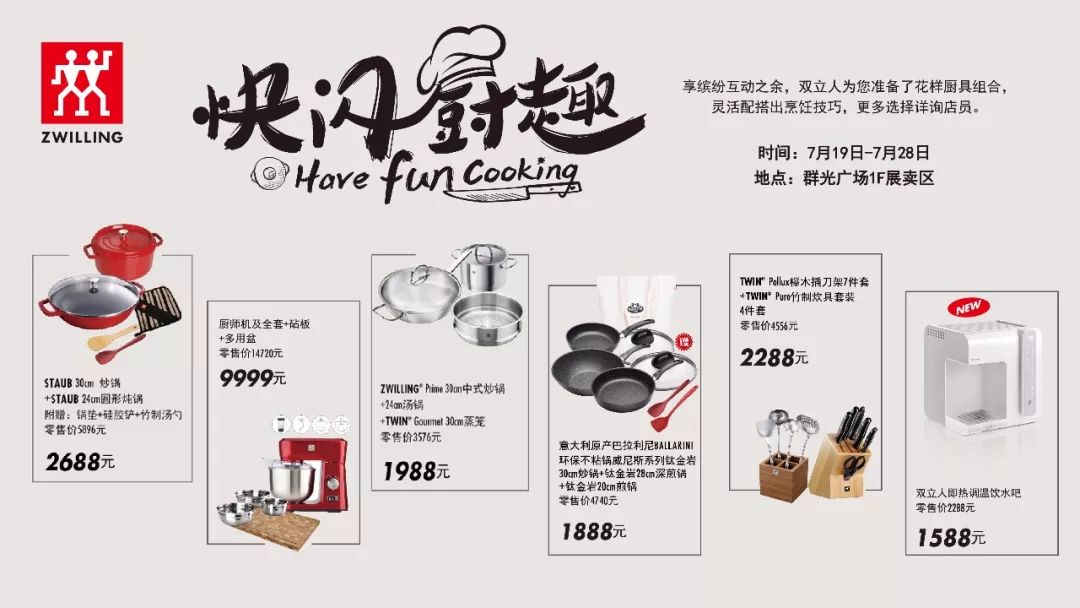 ZWILLING
快闪厨趣
Have fun Cooking
享缤纷互动之余，双立人为您准备了花样厨具组合，
灵活配搭出烹饪技巧，更多选择详询店员。
时间：7月19日-7月28日
地点：群光广场1F展卖区
STAUB 30cm 炒锅
+STAUB 24cm圆形炖锅
附赠：锅垫+硅胶铲+竹制汤勺
零售价5896元
2688元
厨师机及全套+砧板
+多用盆
零售价14720元
9999元
ZWILLING® Prime 30cm中式炒锅
+24cm汤锅
+TWIN® Gourmet 30cm蒸笼
零售价3576元
1988元
意大利原产巴拉利尼BALLARINI
环保不粘锅威尼斯系列钛金岩
30cm炒锅+钛金岩28cm深煎锅
+钛金岩20cm煎锅
零售价4740元
1888元
TWIN® Pollux榉木插刀架7件套
+TWIN® Pure竹制炊具套装
4件套
零售价4556元
2288元
NEW
双立人即热调温饮水吧
零售价2288元
1588元